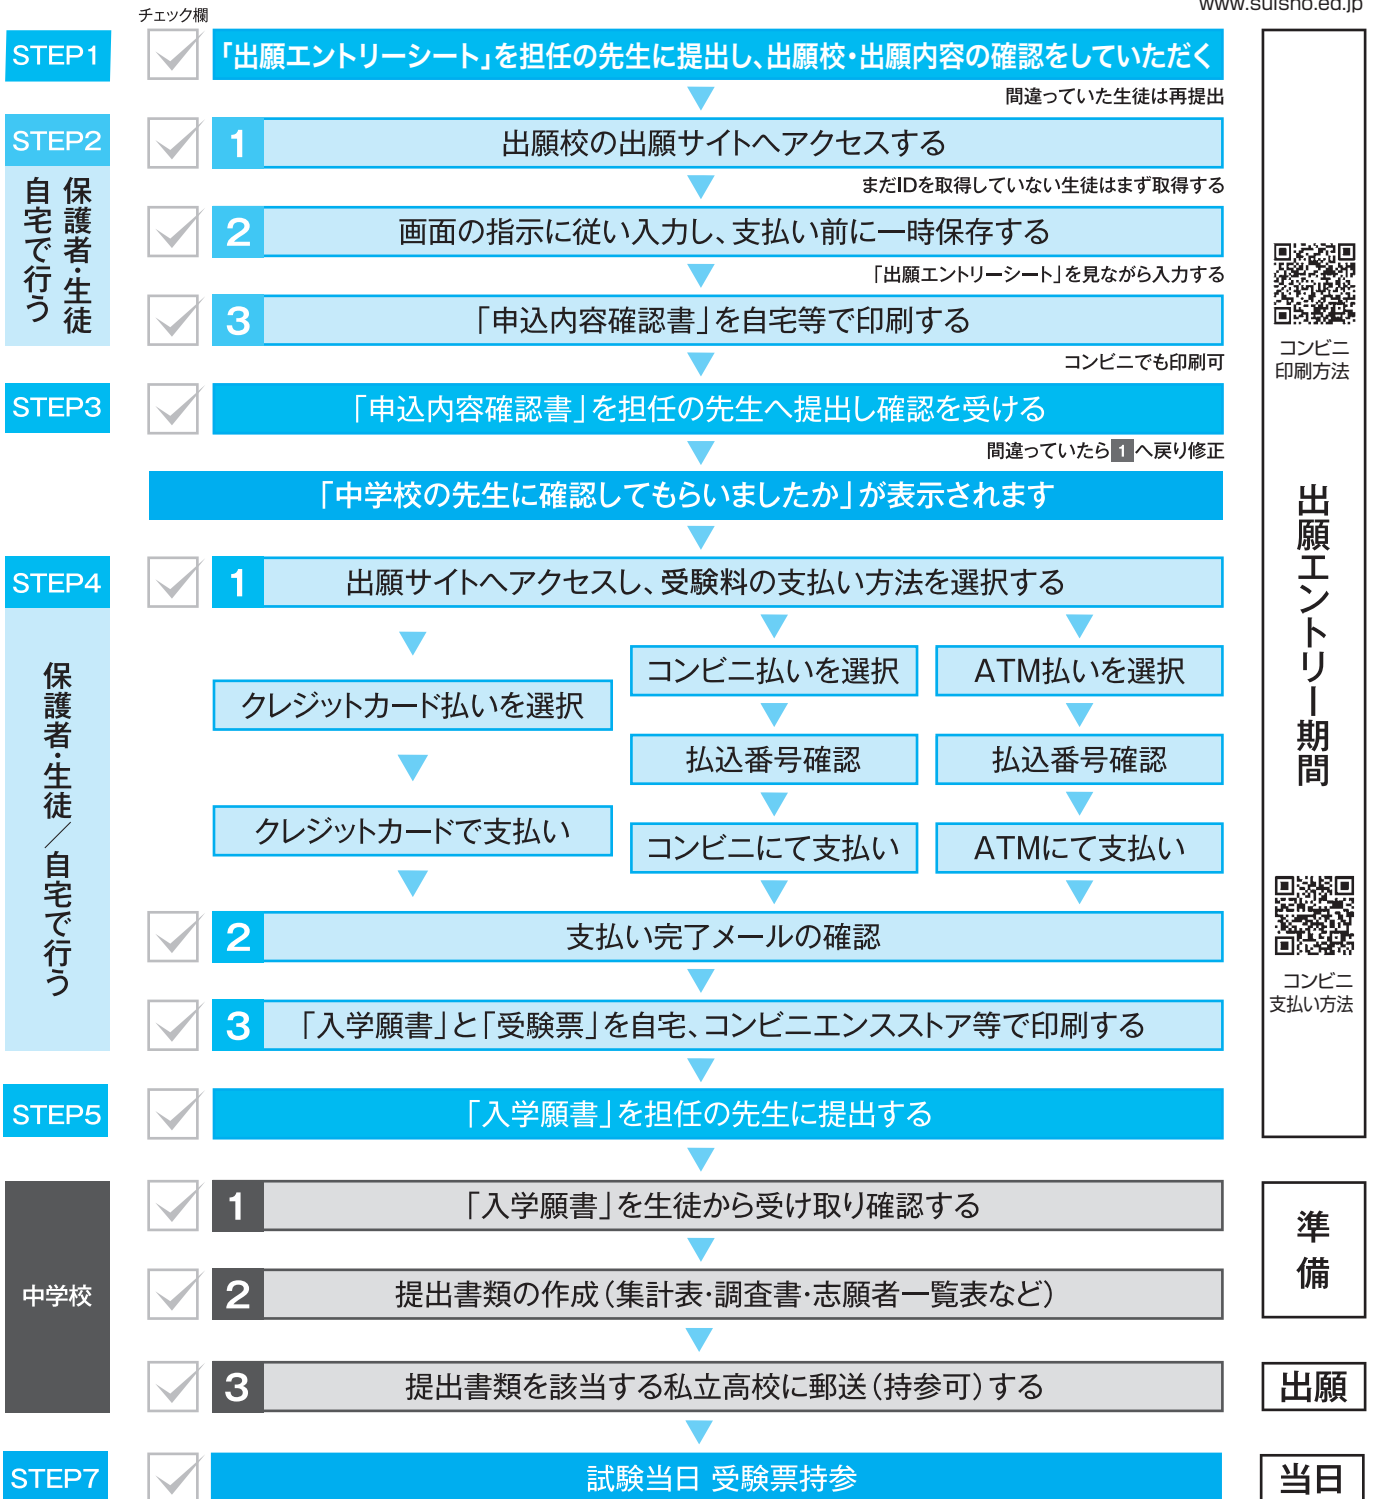 www.suisho.ed.jp
チェック欄
STEP1
「出願エントリーシート」を担任の先生に提出し、出願校・出願内容の確認をしていただく
間違っていた生徒は再提出
STEP2
保護者・生徒
自宅で行う
1 出願校の出願サイトへアクセスする
まだIDを取得していない生徒はまず取得する
2 画面の指示に従い入力し、支払い前に一時保存する
「出願エントリーシート」を見ながら入力する
3 「申込内容確認書」を自宅等で印刷する
コンビニでも印刷可
コンビニ
印刷方法
STEP3
「申込内容確認書」を担任の先生へ提出し確認を受ける
間違っていたら1へ戻り修正
「中学校の先生に確認してもらいましたか」が表示されます
出願エントリー期間
STEP4
保護者・生徒／自宅で行う
1 出願サイトへアクセスし、受験料の支払い方法を選択する
クレジットカード払いを選択
クレジットカードで支払い
コンビニ払いを選択
払込番号確認
コンビニにて支払い
ATM払いを選択
払込番号確認
ATMにて支払い
2 支払い完了メールの確認
コンビニ
支払い方法
3 「入学願書」と「受験票」を自宅、コンビニエンスストア等で印刷する
STEP5
「入学願書」を担任の先生に提出する
中学校
1 「入学願書」を生徒から受け取り確認する
2 提出書類の作成（集計表・調査書・志願者一覧表など）
準備
3 提出書類を該当する私立高校に郵送（持参可）する
出願
STEP7
試験当日 受験票持参
当日